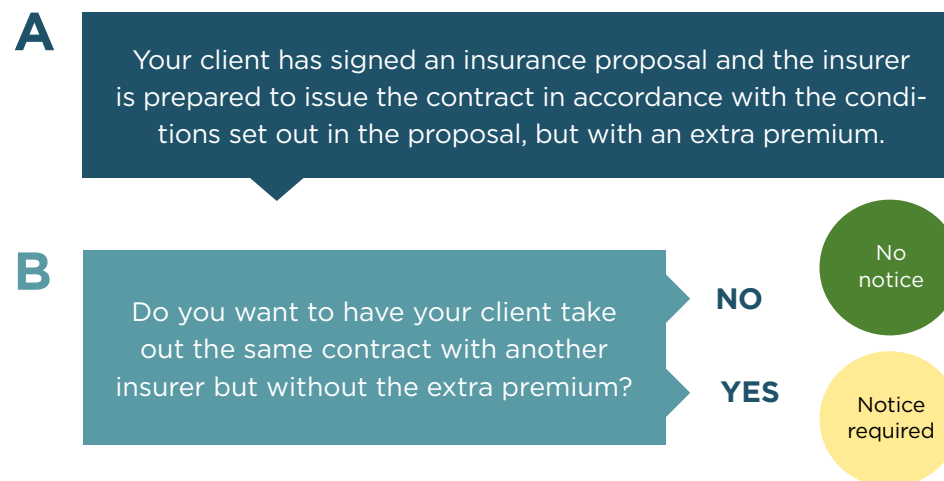 A
Your client has signed an insurance proposal and the insurer
is prepared to issue the contract in accordance with the condi-
tions set out in the proposal, but with an extra premium.
B
Do you want to have your client take
out the same contract with another
insurer but without the extra premium?
NO
No
notice
YES
Notice
required